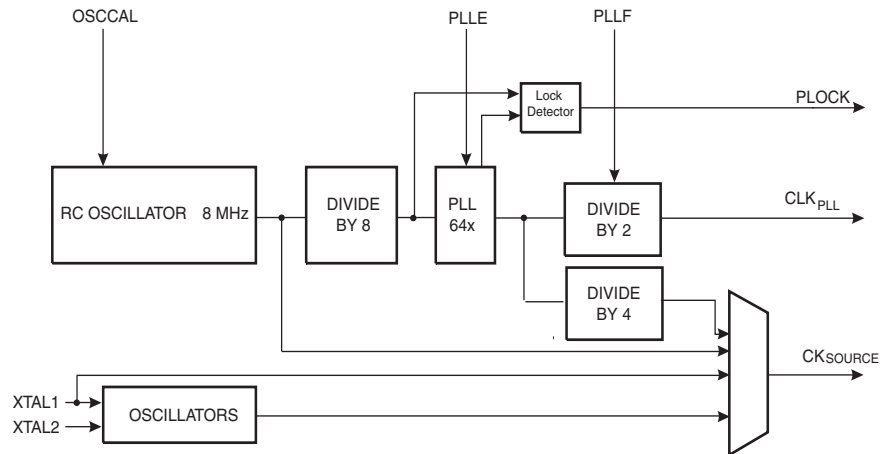 OSCCAL
PLLE
PLLF
Lock
Detector
PLOCK
RC OSCILLATOR 8 MHz
DIVIDE
BY 8
PLL
64x
DIVIDE
BY 2
CLKPLL
DIVIDE
BY 4
CKSOURCE
XTAL1
XTAL2
OSCILLATORS